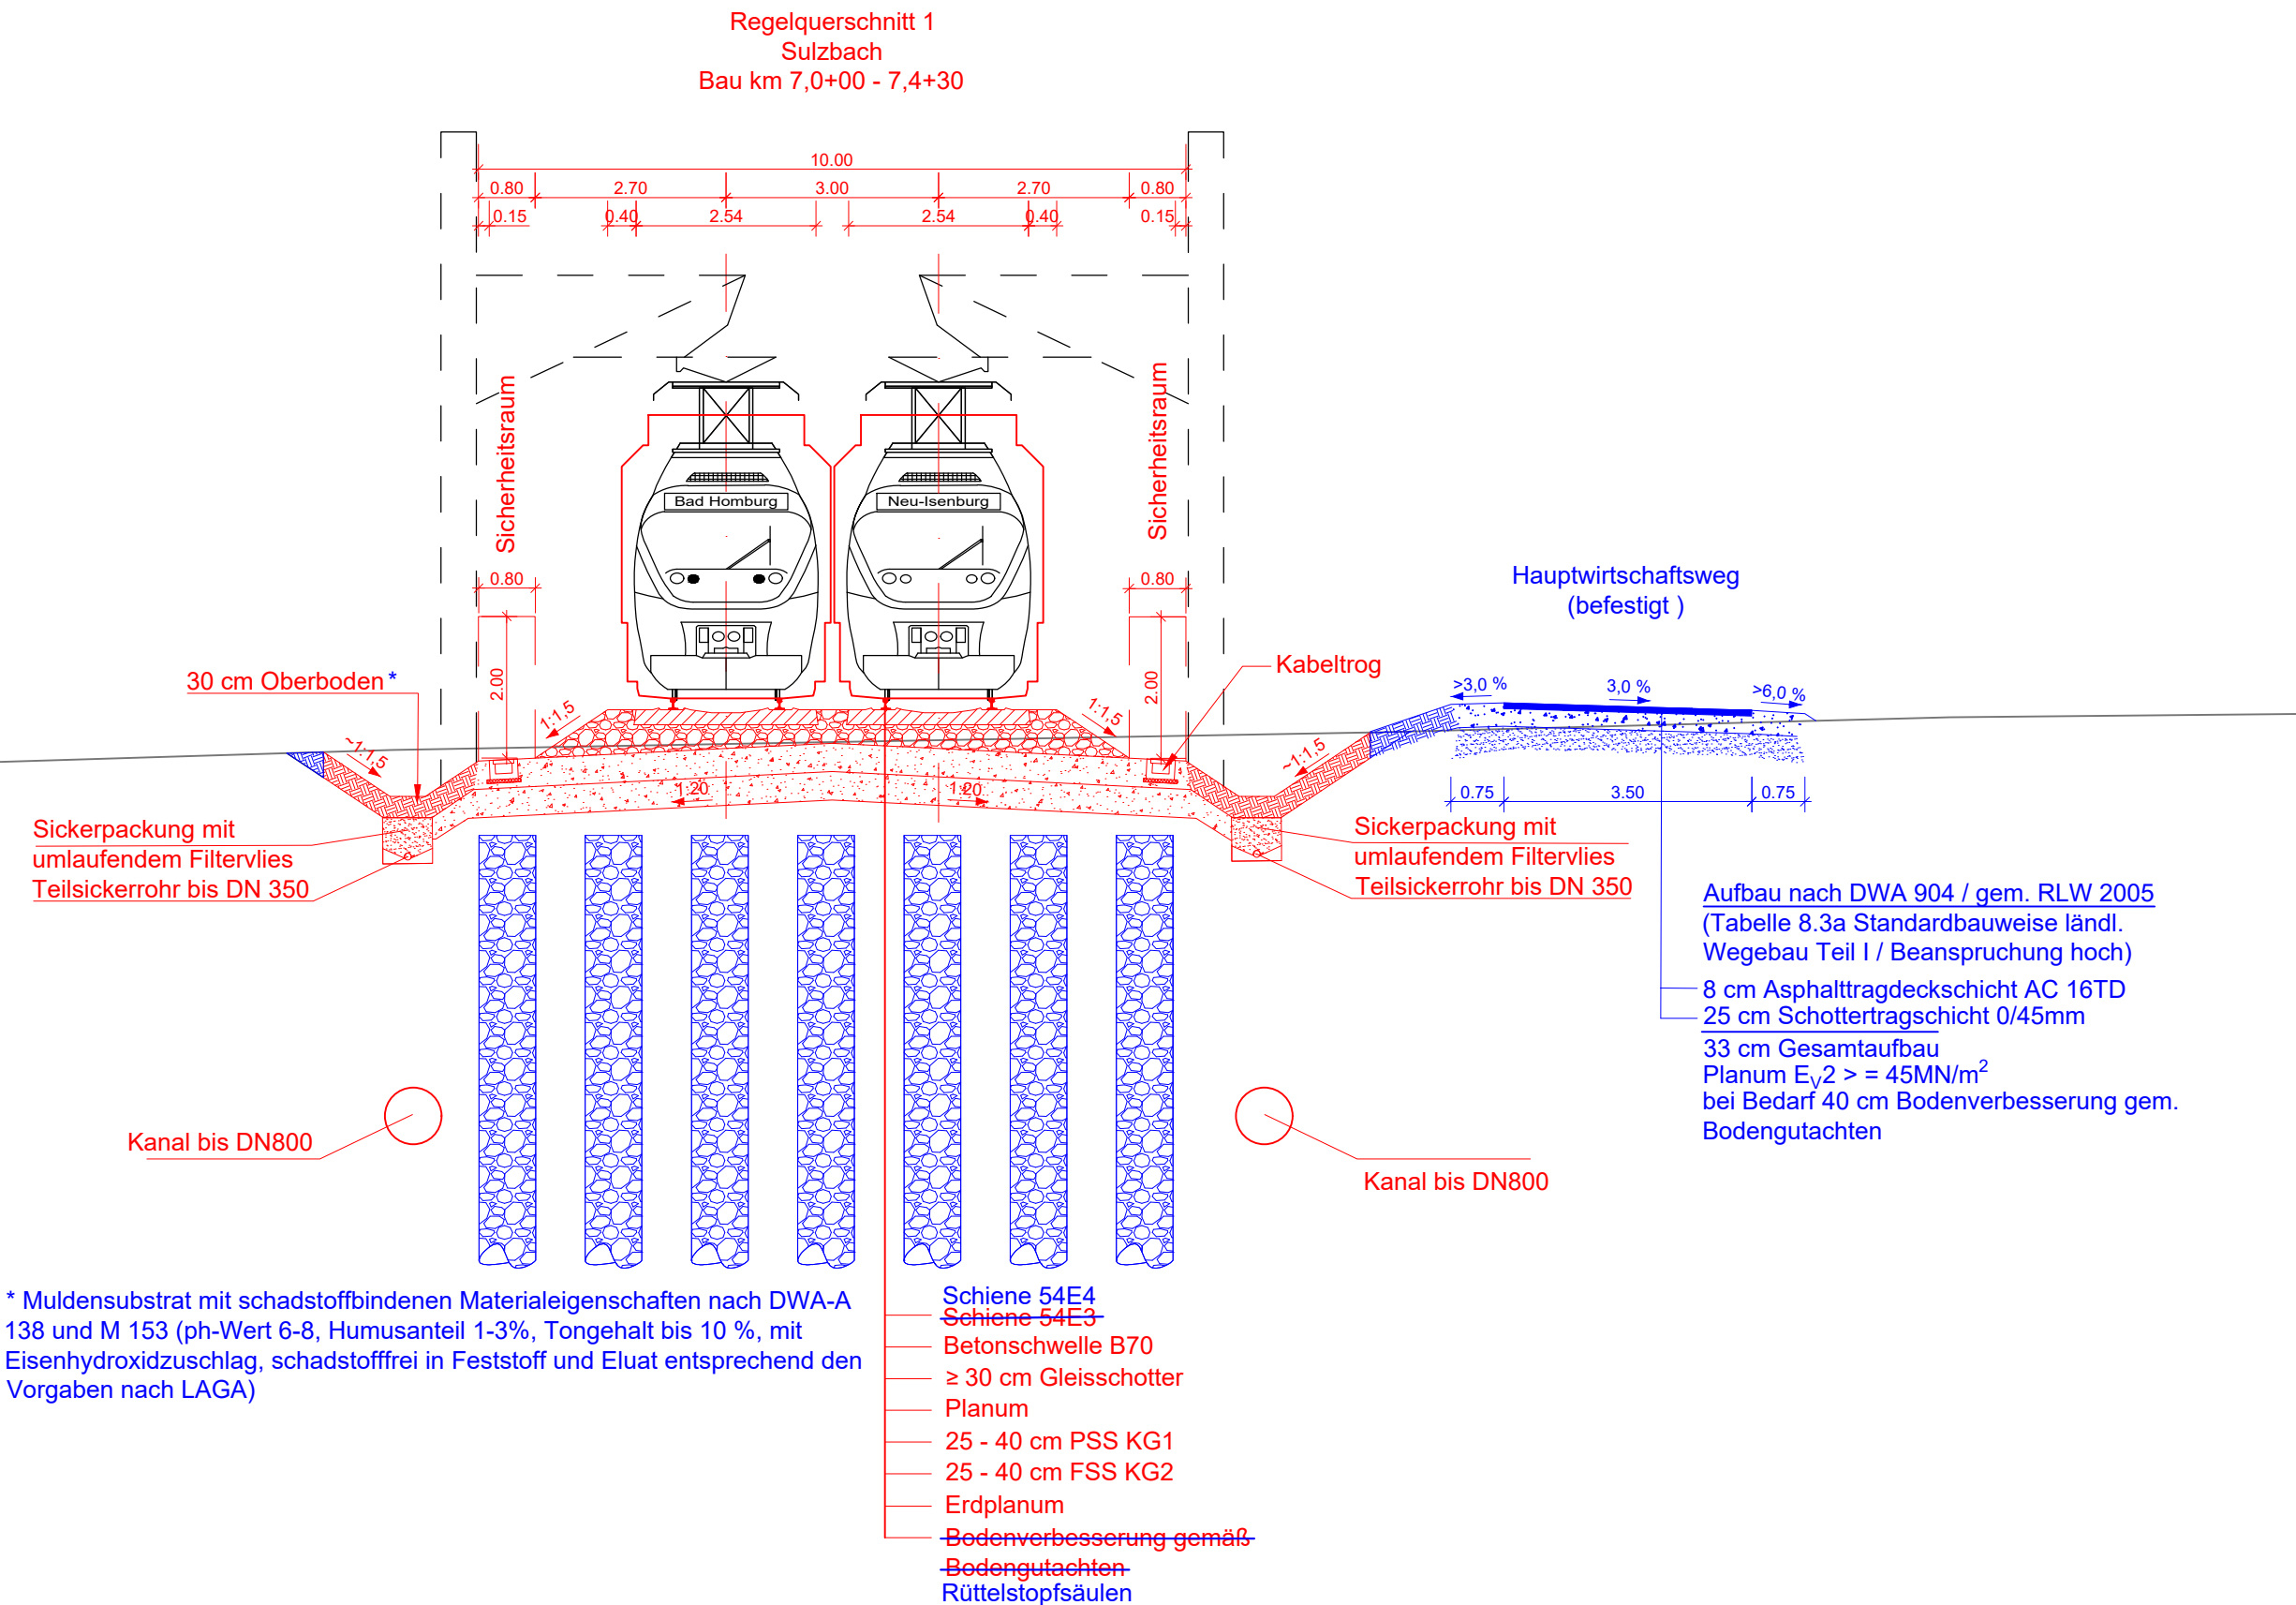 Regelquerschnitt 1
Sulzbach
Bau km 7,0+00 - 7,4+30
10.00
0.80 2.70 3.00 2.70 0.80
0.15 0.40 2.54 2.54 0.40 0.15
Sicherheitsraum
Sicherheitsraum
Bad Homburg
Neu-Isenburg
0.80
0.80
2.00
2.00
Hauptwirtschaftsweg
(befestigt )
30 cm Oberboden *
Kabeltrog
>3,0 % 3,0 % >6,0 %
1:1,5
1:1,5
~1:1,5
~1:1,5
1:20
1:20
0.75 3.50 0.75
Sickerpackung mit
umlaufendem Filtervlies
Teilsickerrohr bis DN 350
Sickerpackung mit
umlaufendem Filtervlies
Teilsickerrohr bis DN 350
Aufbau nach DWA 904 / gem. RLW 2005
(Tabelle 8.3a Standardbauweise ländl.
Wegebau Teil I / Beanspruchung hoch)
8 cm Asphalttragdeckschicht AC 16TD
25 cm Schottertragschicht 0/45mm
33 cm Gesamtaufbau
Planum EV2 > = 45MN/m2
bei Bedarf 40 cm Bodenverbesserung gem.
Bodengutachten
Kanal bis DN800
Kanal bis DN800
* Muldensubstrat mit schadstoffbindenen Materialeigenschaften nach DWA-A
138 und M 153 (ph-Wert 6-8, Humusanteil 1-3%, Tongehalt bis 10 %, mit
Eisenhydroxidzuschlag, schadstofffrei in Feststoff und Eluat entsprechend den
Vorgaben nach LAGA)
Schiene 54E4
Schiene 54E3
Betonschwelle B70
≥ 30 cm Gleisschotter
Planum
25 - 40 cm PSS KG1
25 - 40 cm FSS KG2
Erdplanum
Bodenverbesserung gemäß
Bodengutachten
Rüttelstopfsäulen